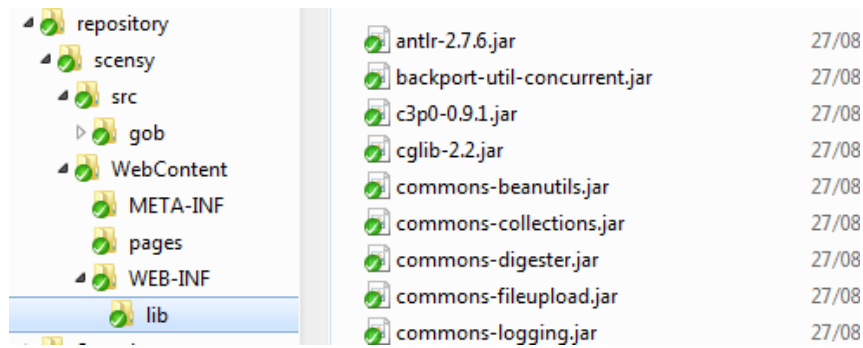 repository
scensy
src
gob
WebContent
META-INF
pages
WEB-INF
lib
antlr-2.7.6.jar 27/08
backport-util-concurrent.jar 27/08
c3p0-0.9.1.jar 27/08
cglib-2.2.jar 27/08
commons-beanutils.jar 27/08
commons-collections.jar 27/08
commons-digester.jar 27/08
commons-fileupload.jar 27/08
commons-logging.jar 27/08